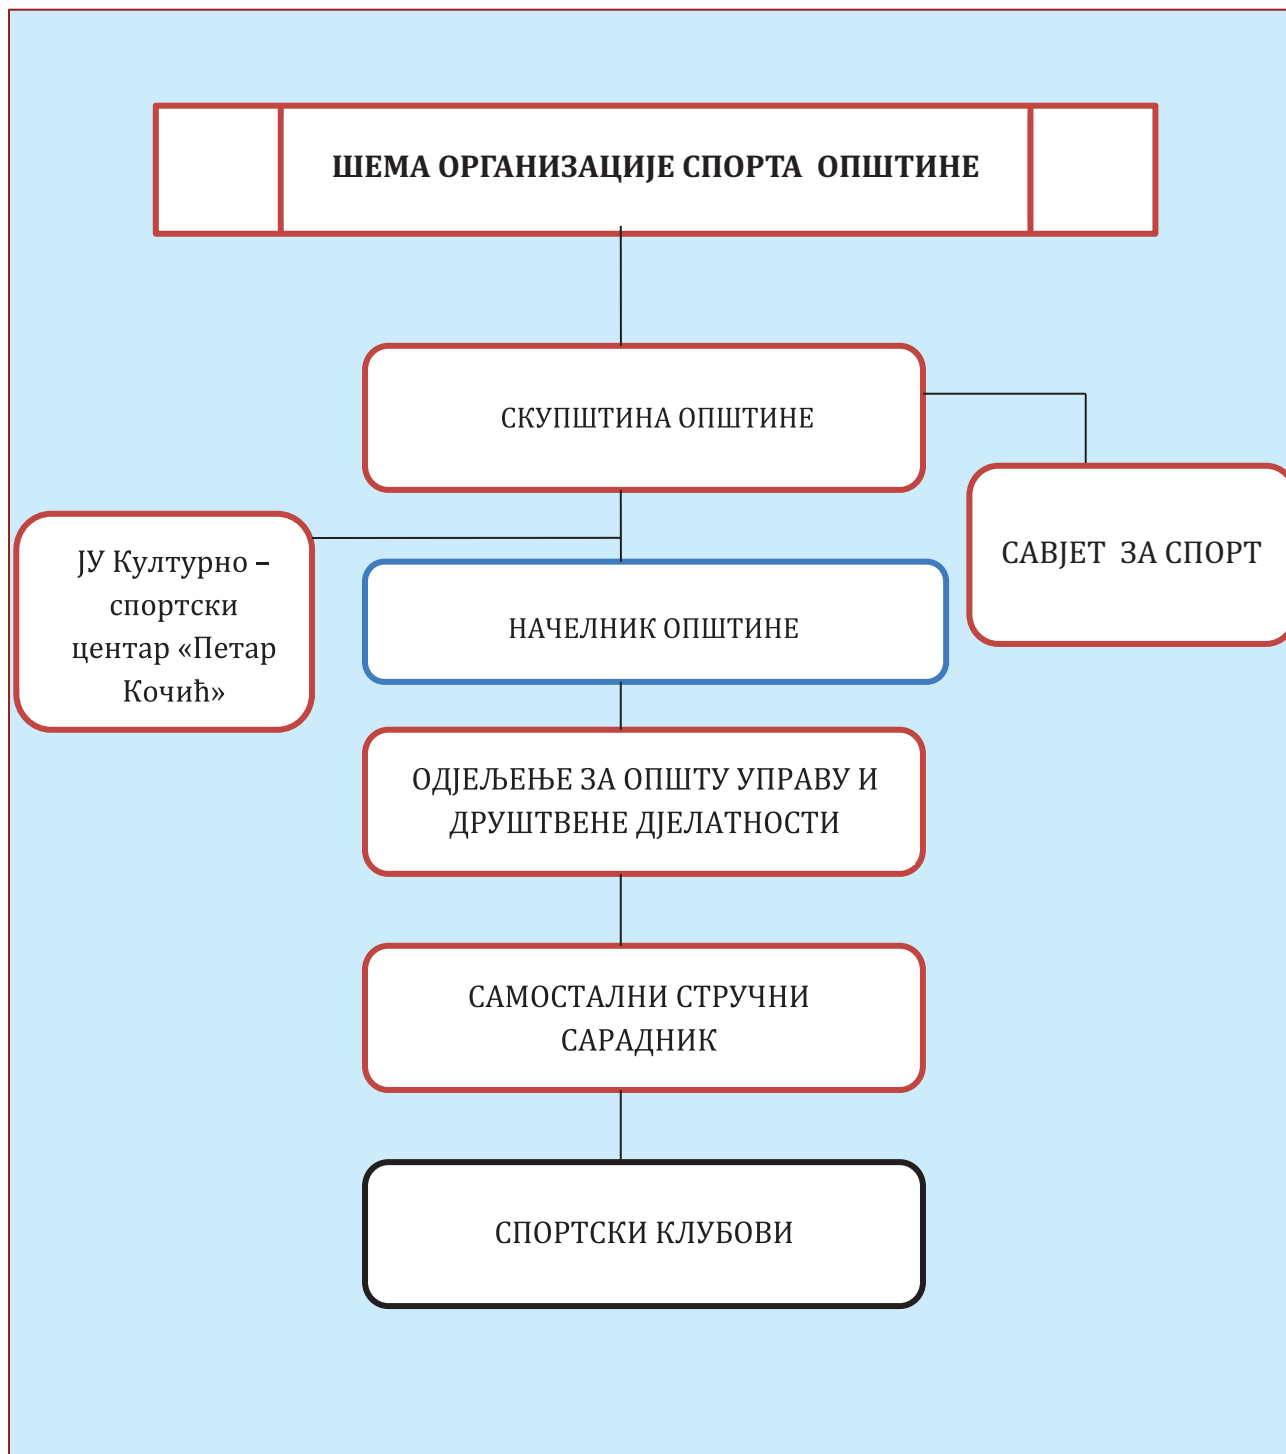 ШЕМА ОРГАНИЗАЦИЈЕ СПОРТА ОПШТИНЕ
СКУПШТИНА ОПШТИНЕ
САВЈЕТ ЗА СПОРТ
ЈУ Културно –
спортски
центар «Петар
Кочић»
НАЧЕЛНИК ОПШТИНЕ
ОДЈЕЉЕЊЕ ЗА ОПШТУ УПРАВУ И
ДРУШТВЕНЕ ДЈЕЛАТНОСТИ
САМОСТАЛНИ СТРУЧНИ
САРАДНИК
СПОРТСКИ КЛУБОВИ